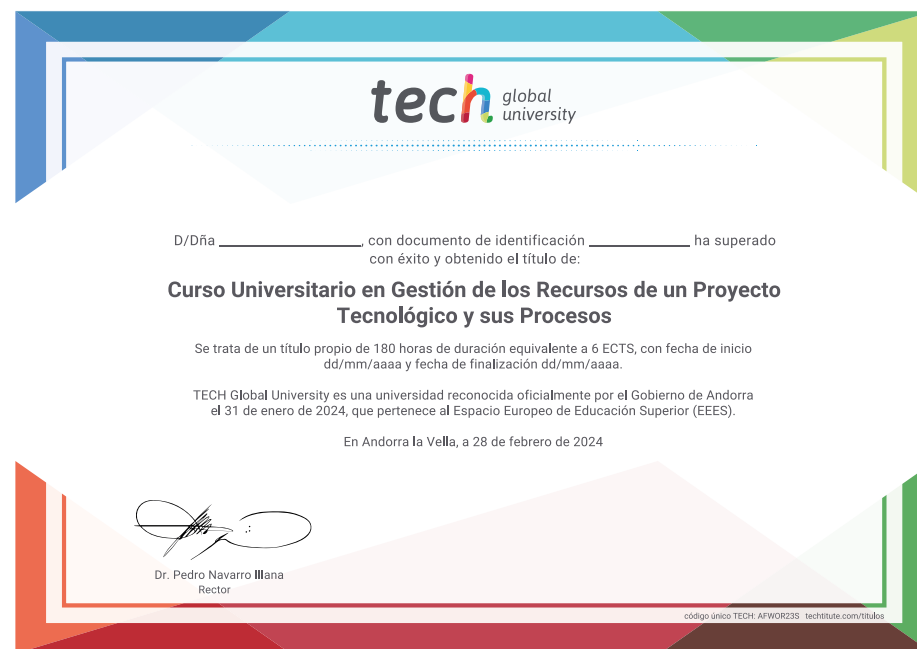 tech global university
D/Dña ____________________, con documento de identificación ______________ ha superado
con éxito y obtenido el título de:
Curso Universitario en Gestión de los Recursos de un Proyecto
Tecnológico y sus Procesos
Se trata de un título propio de 180 horas de duración equivalente a 6 ECTS, con fecha de inicio
dd/mm/aaaa y fecha de finalización dd/mm/aaaa.
TECH Global University es una universidad reconocida oficialmente por el Gobierno de Andorra
el 31 de enero de 2024, que pertenece al Espacio Europeo de Educación Superior (EEES).
En Andorra la Vella, a 28 de febrero de 2024
Dr. Pedro Navarro Illana
Rector
código único TECH: AFWOR23S techtitute.com/titulos